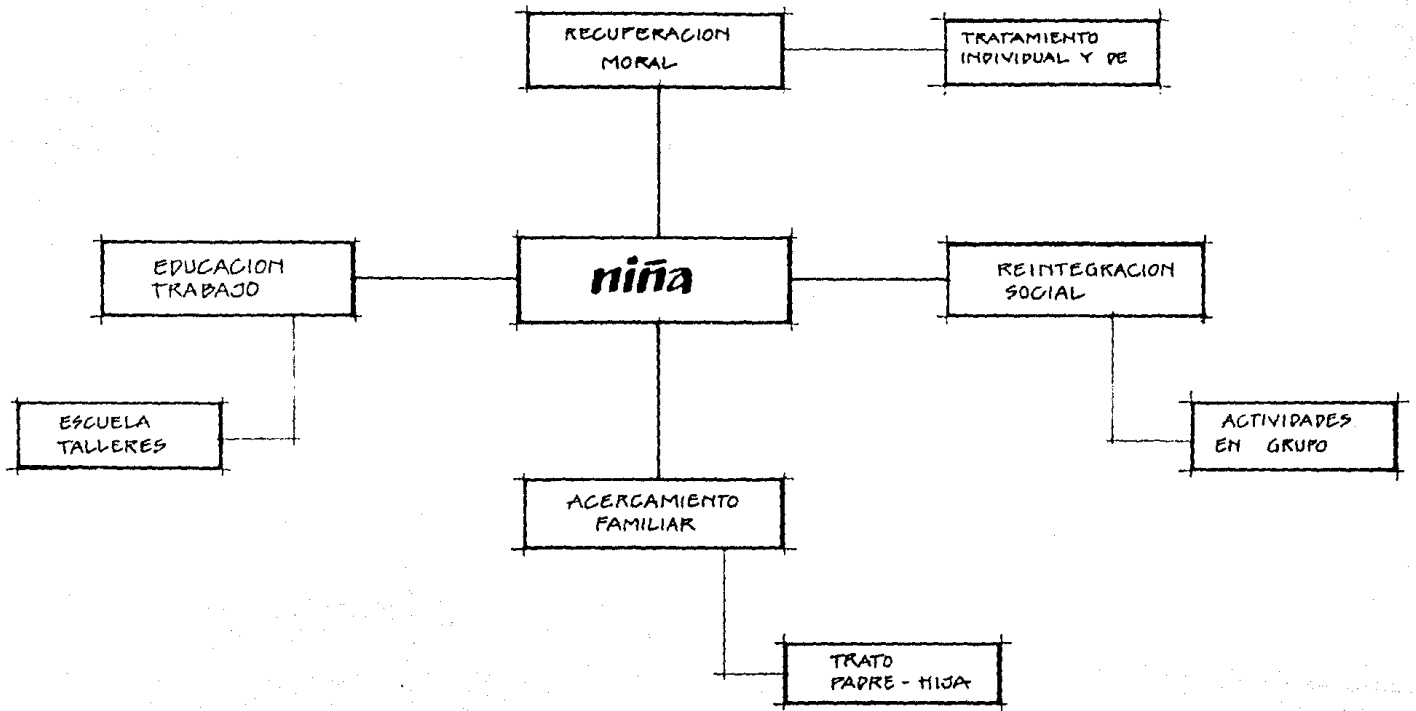 RECUPERACION
MORAL
TRATAMIENTO
INDIVIDUAL Y DE
EDUCACION
TRABAJO
niña
REINTEGRACION
SOCIAL
ESCUELA
TALLERES
ACTIVIDADES
EN GRUPO
ACERCAMIENTO
FAMILIAR
TRATO
PADRE - HIJA